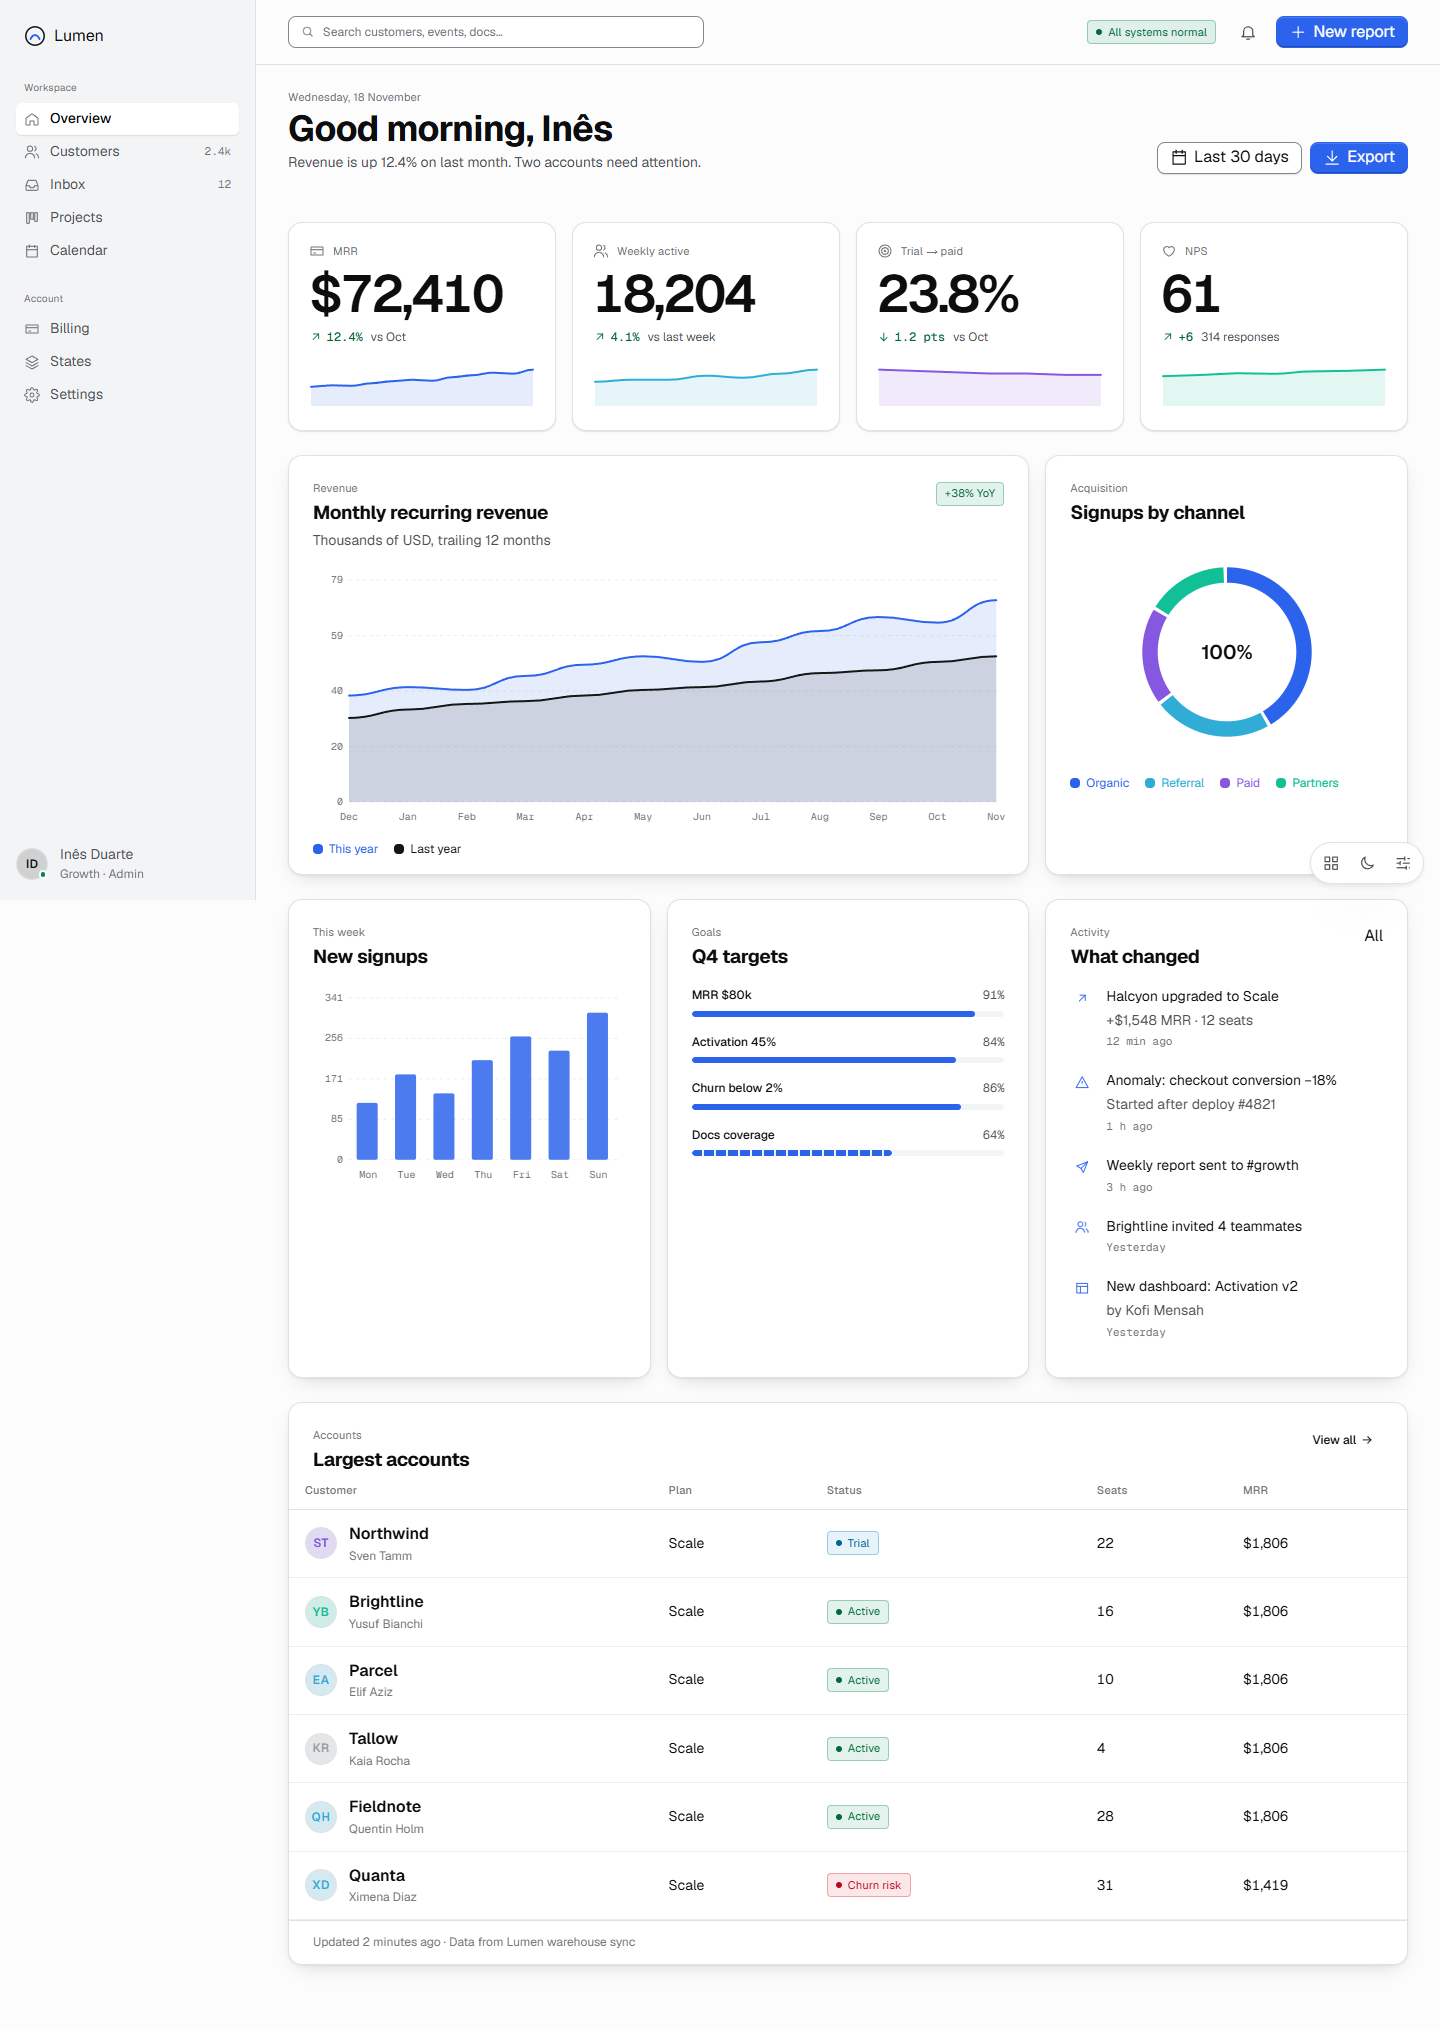 Lumen
Workspace
Overview
Customers 2.4k
Inbox 12
Projects
Calendar
Account
Billing
States
Settings
ID
Inês Duarte
Growth · Admin
Search customers, events, docs…
All systems normal
New report
Wednesday, 18 November
Good morning, Inês
Revenue is up 12.4% on last month. Two accounts need attention.
Last 30 days
Export
MRR
$72,410
12.4% vs Oct
Weekly active
18,204
4.1% vs last week
Trial → paid
23.8%
1.2 pts vs Oct
NPS
61
+6 314 responses
Revenue
Monthly recurring revenue
Thousands of USD, trailing 12 months
+38% YoY
79
59
40
20
0
Dec Jan Feb Mar Apr May Jun Jul Aug Sep Oct Nov
This year Last year
Acquisition
Signups by channel
100%
Organic Referral Paid Partners
This week
New signups
341
256
171
85
0
Mon Tue Wed Thu Fri Sat Sun
Goals
Q4 targets
MRR $80k 91%
Activation 45% 84%
Churn below 2% 86%
Docs coverage 64%
Activity
What changed
All
Halcyon upgraded to Scale
+$1,548 MRR · 12 seats
12 min ago
Anomaly: checkout conversion −18%
Started after deploy #4821
1 h ago
Weekly report sent to #growth
3 h ago
Brightline invited 4 teammates
Yesterday
New dashboard: Activation v2
by Kofi Mensah
Yesterday
Accounts
Largest accounts
View all →
Customer Plan Status Seats MRR
ST Northwind Scale Trial 22 $1,806
Sven Tamm
YB Brightline Scale Active 16 $1,806
Yusuf Bianchi
EA Parcel Scale Active 10 $1,806
Elif Aziz
KR Tallow Scale Active 4 $1,806
Kaia Rocha
QH Fieldnote Scale Active 28 $1,806
Quentin Holm
XD Quanta Scale Churn risk 31 $1,419
Ximena Diaz
Updated 2 minutes ago · Data from Lumen warehouse sync